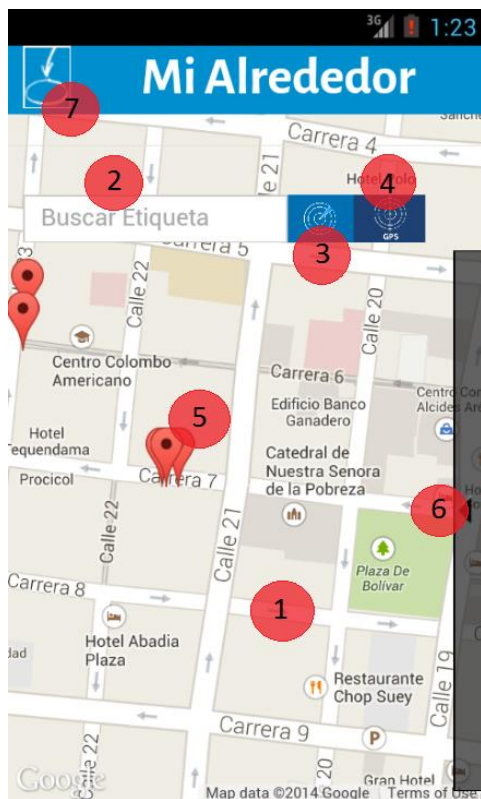 3G
1:23
Mi Alrededor
7
Carrera 4
2
Calle 21
Hotel Polo
4
Buscar Etiqueta
GPS
3
Carrera 5
Calle 22
Calle 20
Centro Colombo
Americano
Carrera 6
Edificio Banco
Ganadero
5
Hotel
Tequendama
Catedral de
Nuestra Senora
de la Pobreza
Procicol
Carrera 7
6
Calle 22
Calle 21
Plaza De
Bolívar
Carrera 8
1
Hotel Abadia
Plaza
Restaurante
Chop Suey
Calle 19
Carrera 9
P
Calle 22
20
Gran Hotel
Google
Map data ©2014 Google
Terms of Use